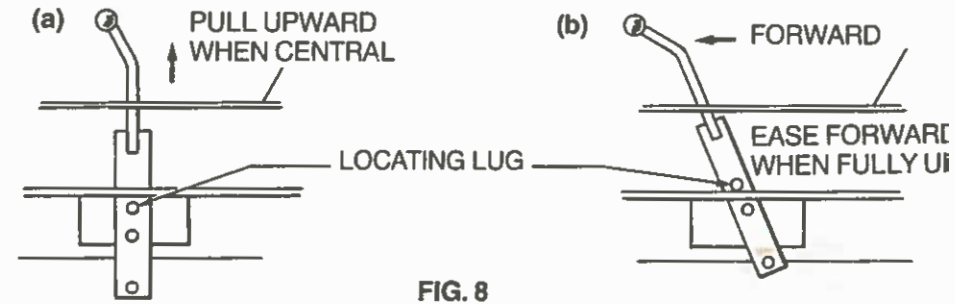 (a)
PULL UPWARD
WHEN CENTRAL
(b)
FORWARD
LOCATING LUG
EASE FORWARD
WHEN FULLY
FIG. 8